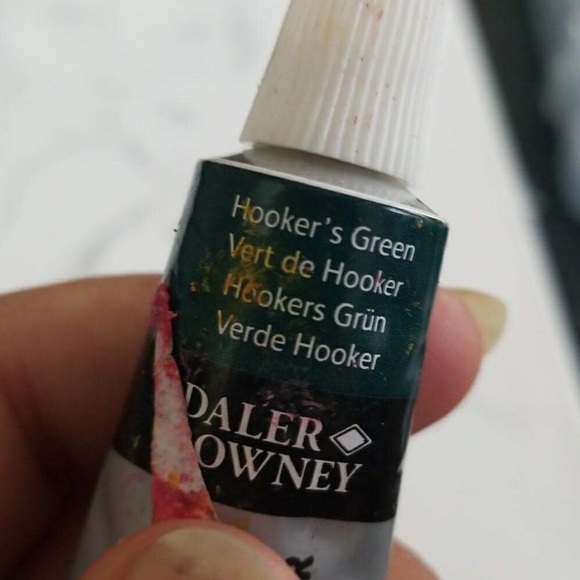 Hooker's Green
Vert de Hooker
Hookers Grün
Verde Hooker
DALER
OWNEY